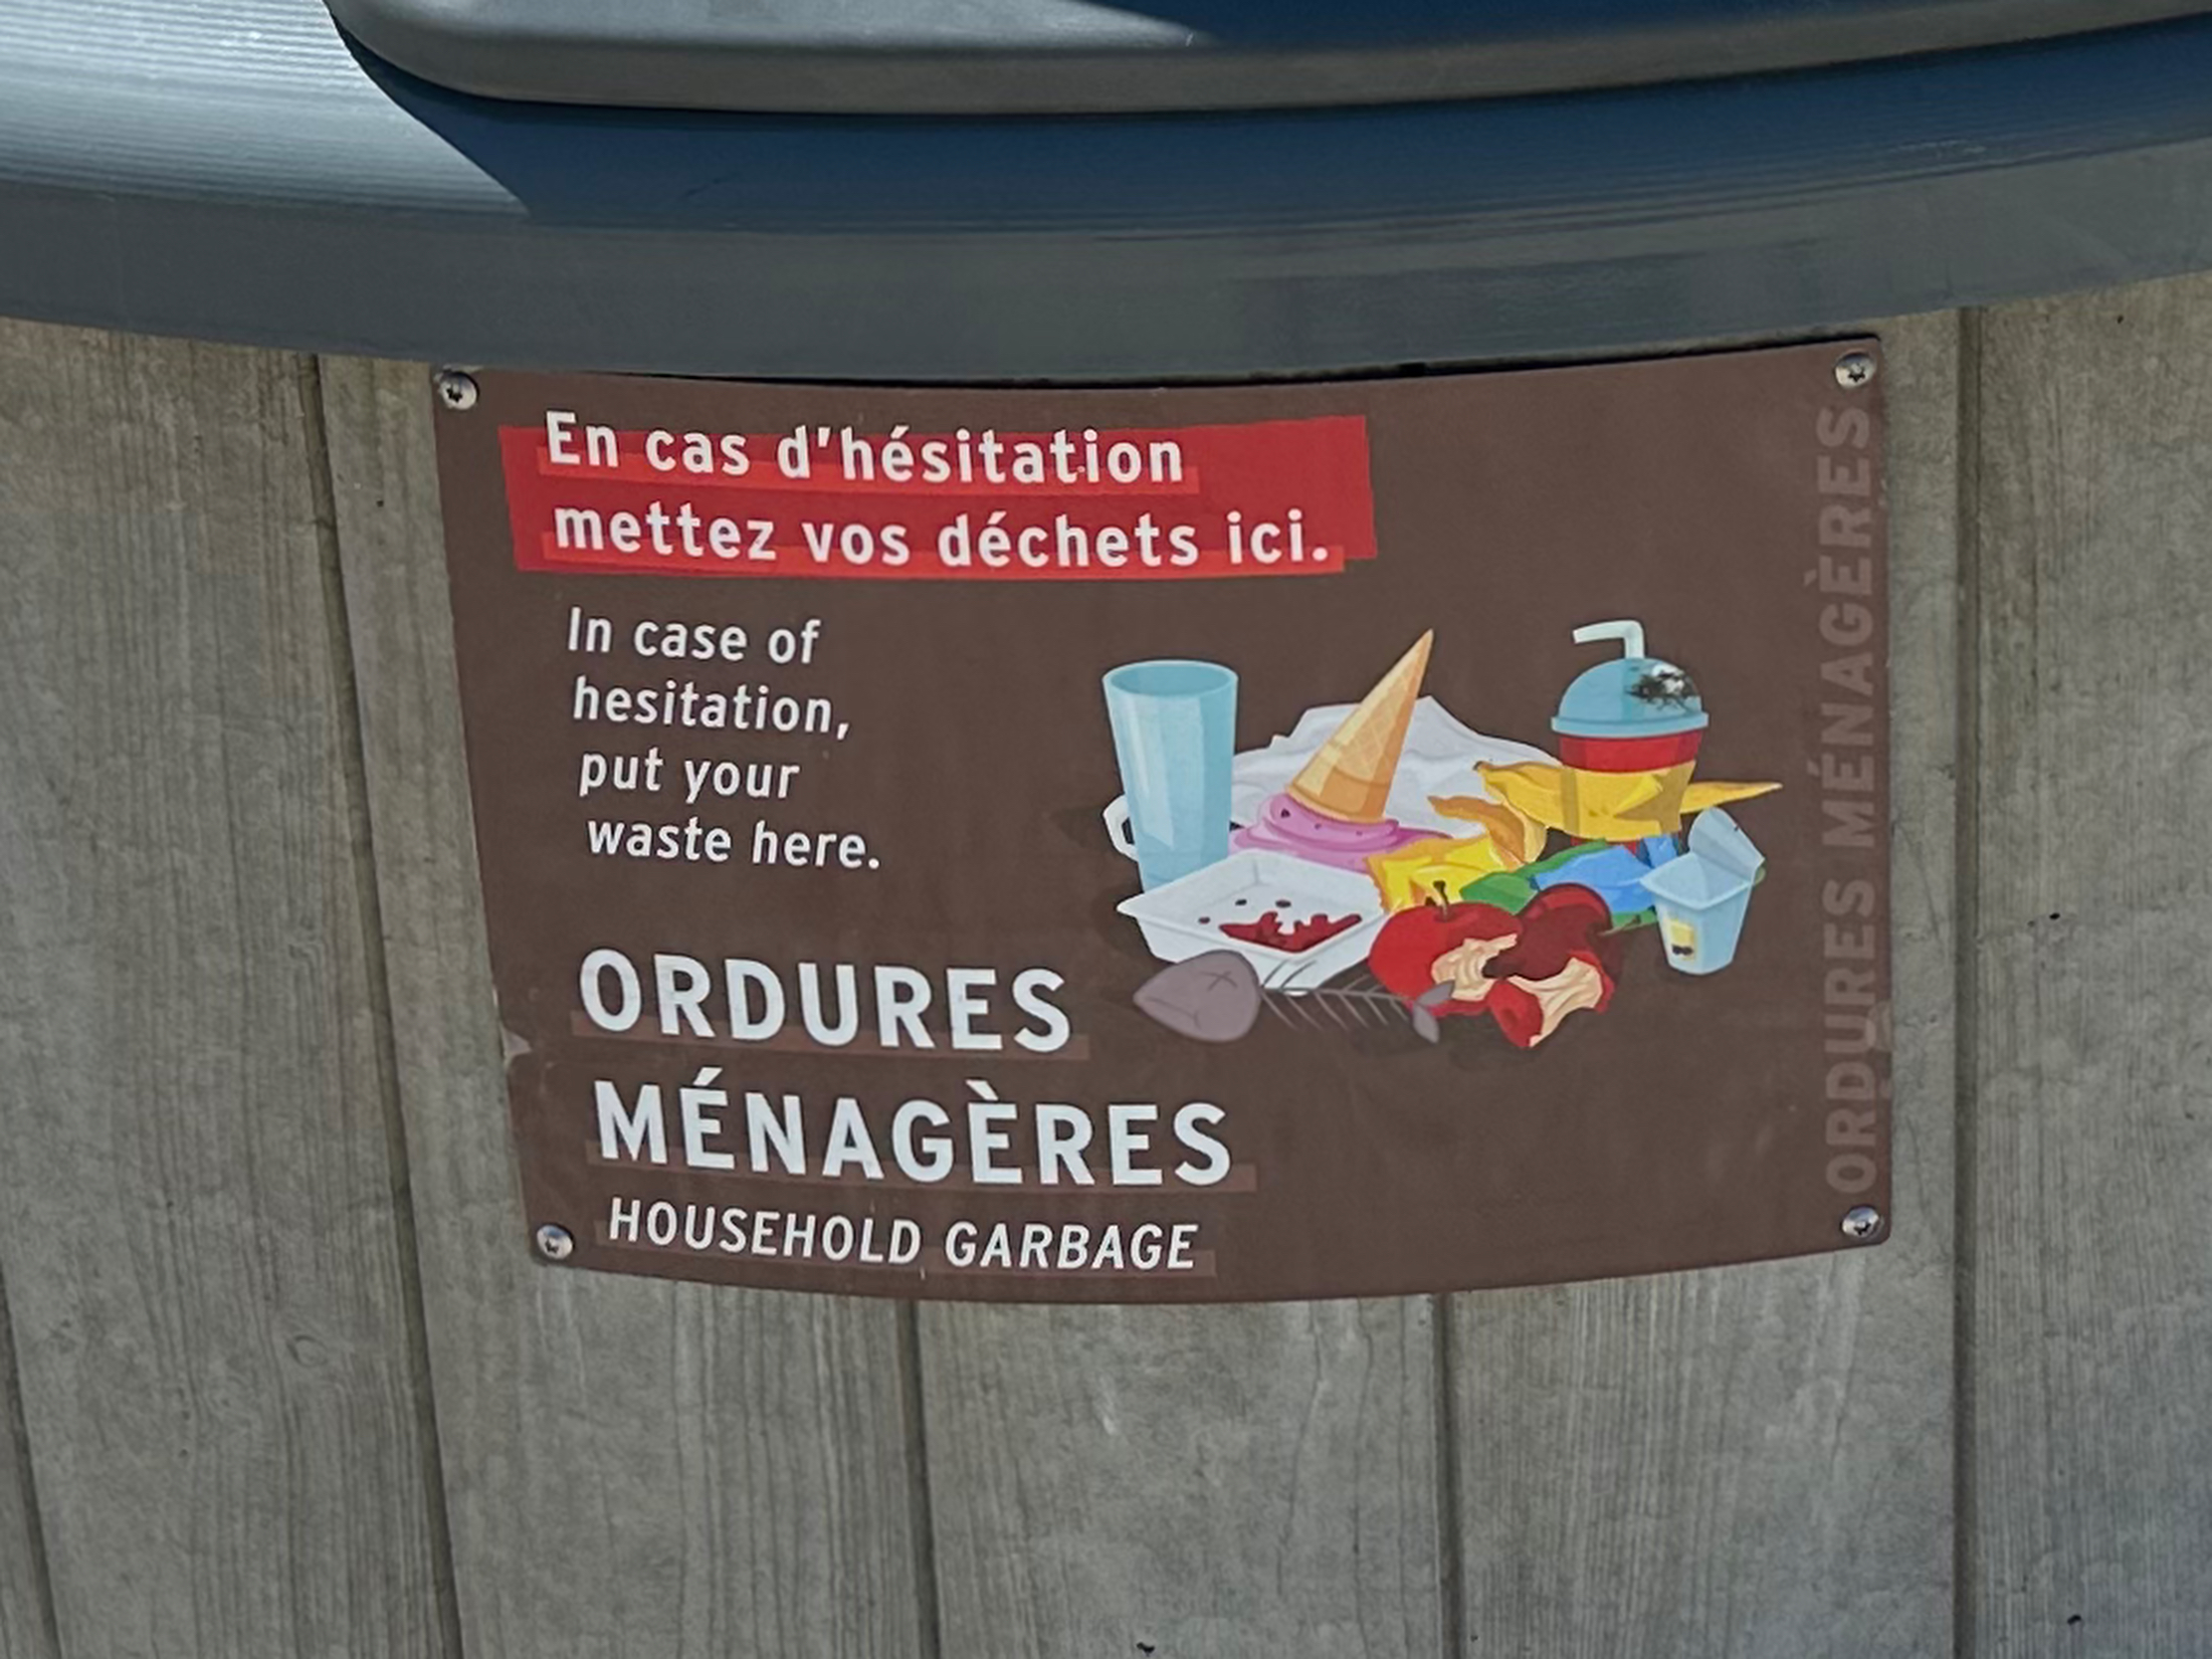 En cas d'hésitation
mettez vos déchets ici.
In case of
hesitation,
put your
waste here.
ORDURES
MÉNAGÈRES
HOUSEHOLD GARBAGE
ORDURES MÉNAGÈRES